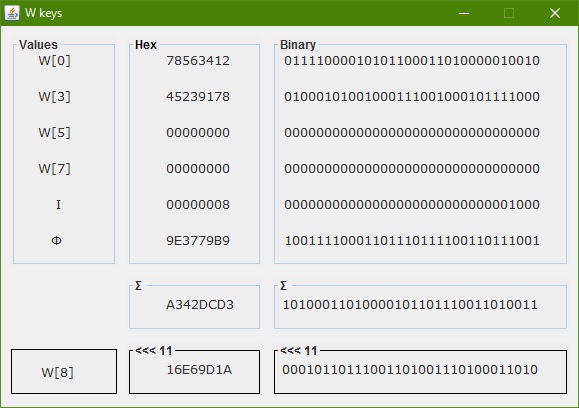 W keys
Values Hex Binary
W[0] 78563412 01111000010101100011010000010010
W[3] 45239178 01000101001000111001000101111000
W[5] 00000000 00000000000000000000000000000000
W[7] 00000000 00000000000000000000000000000000
I 00000008 00000000000000000000000000001000
Φ 9E3779B9 10011110001101110111100110111001
Σ Σ
A342DCD3 10100011010000101101110011010011
<<< 11 <<< 11
W[8] 16E69D1A 00010110111001101001110100011010